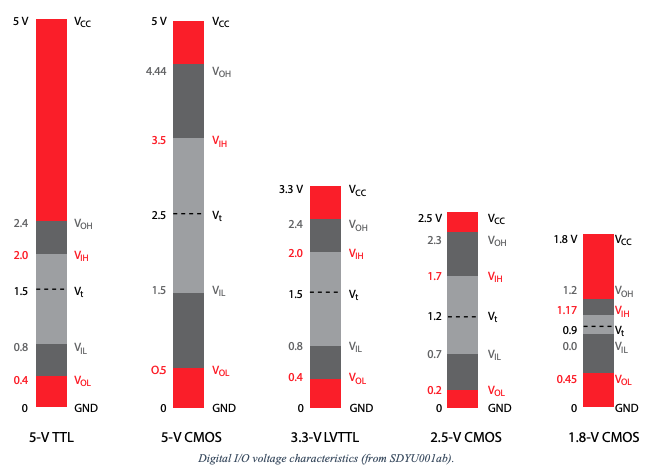 5 V VCC
2.4 VOH
2.0 VIH
1.5 Vt
0.8 VIL
0.4 VOL
0 GND
5-V TTL
5 V VCC
4.44 VOH
3.5 VIH
2.5 Vt
1.5 VIL
O.5 VOL
0 GND
5-V CMOS
3.3 V VCC
2.4 VOH
2.0 VIH
1.5 Vt
0.8 VIL
0.4 VOL
0 GND
3.3-V LVTTL
2.5 V VCC
2.3 VOH
1.7 VIH
1.2 Vt
0.7 VIL
0.2 VOL
0 GND
2.5-V CMOS
1.8 V VCC
1.2 VOH
1.17 VIH
0.9 Vt
0.0 VIL
0.45 VOL
0 GND
1.8-V CMOS
Digital I/O voltage characteristics (from SDYU001ab).